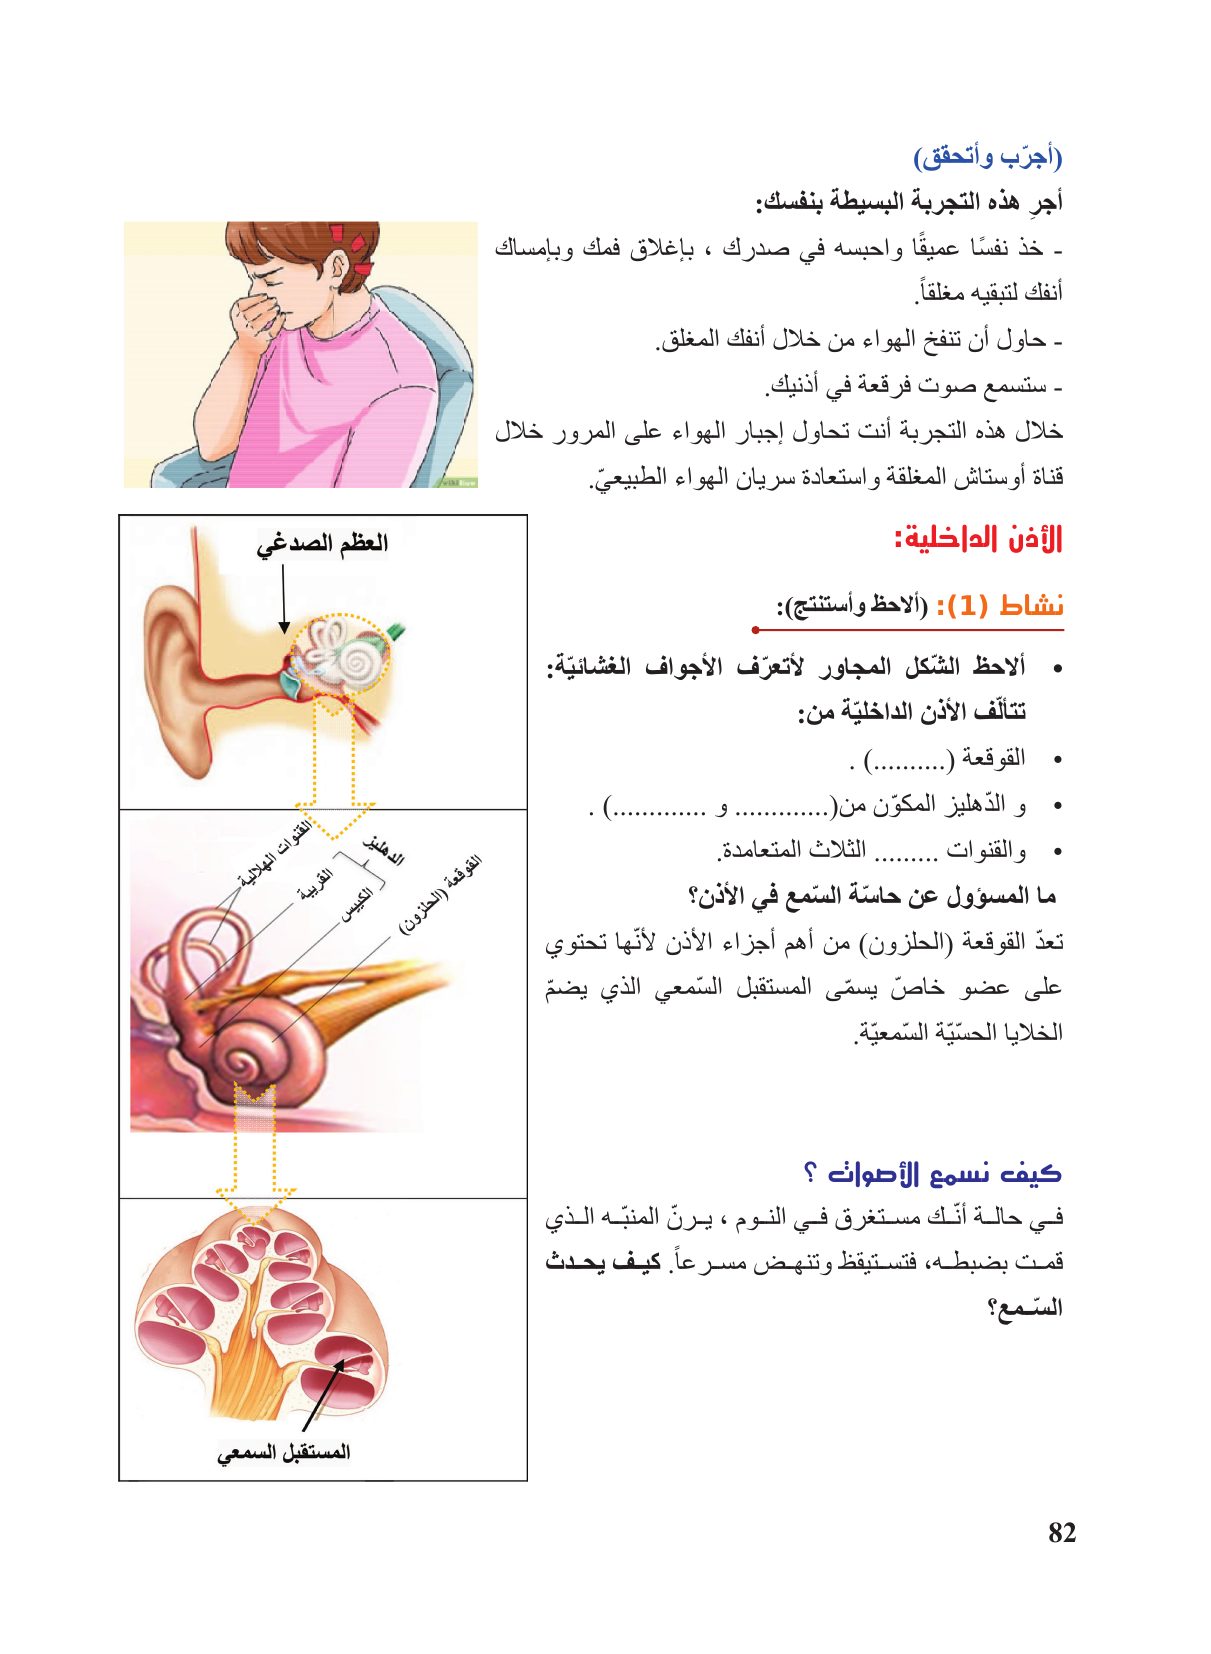 (أجرّب وأتحقق)
أجرِ هذه التجربة البسيطة بنفسك:
- خذ نفسًا عميقًا واحبسه في صدرك ، بإغلاق فمك وبإمساك
أنفك لتبقيه مغلقاً.
- حاول أن تنفخ الهواء من خلال أنفك المغلق.
- ستسمع صوت فرقعة في أذنيك.
خلال هذه التجربة أنت تحاول إجبار الهواء على المرور خلال
قناة أوستاش المغلقة واستعادة سريان الهواء الطبيعيّ.
wikiHow
الأذن الداخلية:
نشاط (1): (ألاحظ وأستنتج):
• ألاحظ الشّكل المجاور لأتعرّف الأجواف الغشائيّة:
تتألّف الأذن الداخليّة من:
• القوقعة (..........) .
• و الدّهليز المكوّن من(............. و .............) .
• والقنوات ......... الثلاث المتعامدة.
ما المسؤول عن حاسّة السّمع في الأذن؟
تعدّ القوقعة (الحلزون) من أهم أجزاء الأذن لأنّها تحتوي
على عضو خاصّ يسمّى المستقبل السّمعي الذي يضمّ
الخلايا الحسّيّة السّمعيّة.
كيف نسمع الأصوات ؟
في حالة أنّك مستغرق في النوم ، يرنّ المنبّه الذي
قمت بضبطه، فتستيقظ وتنهض مسرعاً. كيف يحدث
السّمع؟
العظم الصدغي
القنوات الهلالية
القريبة
الدهليز
الكييس
القوقعة (الحلزون)
المستقبل السمعي
82